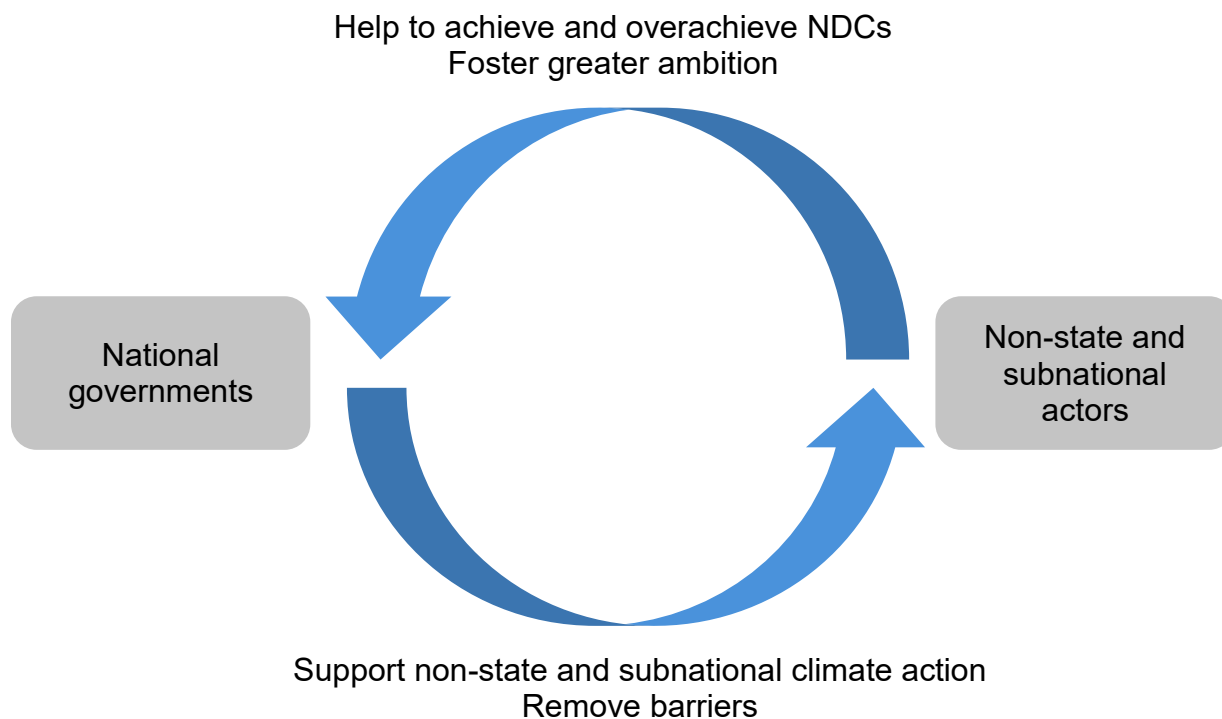 Help to achieve and overachieve NDCs
Foster greater ambition
National
governments
Non-state and
subnational
actors
Support non-state and subnational climate action
Remove barriers